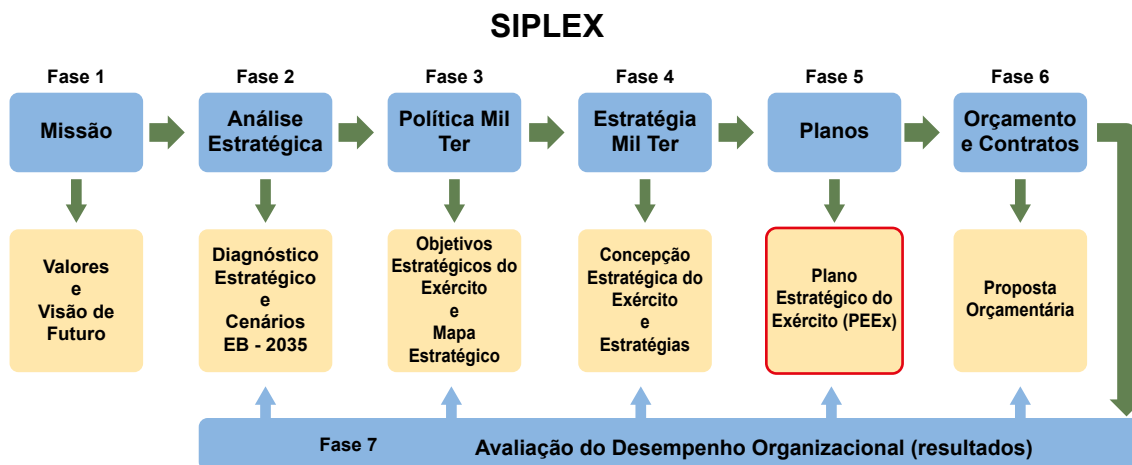 SIPLEX
Fase 1
Fase 2
Fase 3
Fase 4
Fase 5
Fase 6
Missão
Análise
Estratégica
Política Mil
Ter
Estratégia
Mil Ter
Planos
Orçamento
e Contratos
Valores
e
Visão de
Futuro
Diagnóstico
Estratégico
e
Cenários
EB - 2035
Objetivos
Estratégicos do
Exército
e
Mapa
Estratégico
Concepção
Estratégica do
Exército
e
Estratégias
Plano
Estratégico do
Exército (PEEx)
Proposta
Orçamentária
Fase 7
Avaliação do Desempenho Organizacional (resultados)